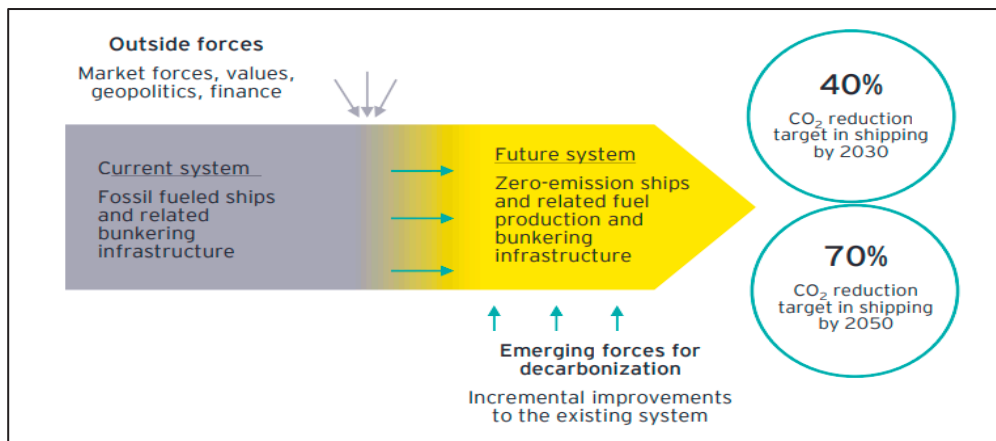 Outside forces
Market forces, values,
geopolitics, finance
Current system
Fossil fueled ships
and related
bunkering
infrastructure
Future system
Zero-emission ships
and related fuel
production and
bunkering
infrastructure
Emerging forces for
decarbonization
Incremental improvements
to the existing system
40%
CO₂ reduction
target in shipping
by 2030
70%
CO₂ reduction
target in shipping
by 2050